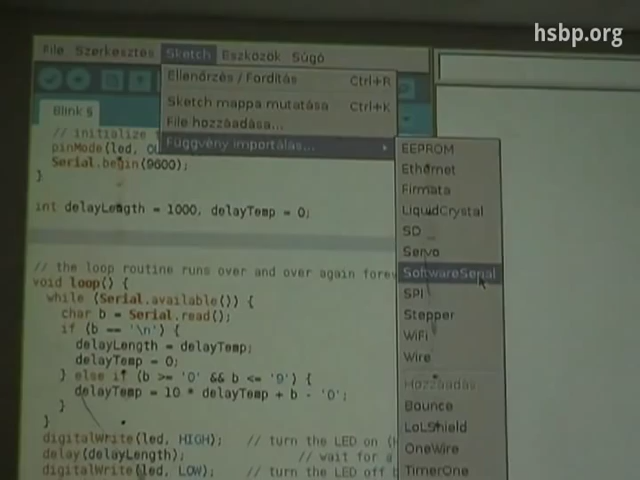 hsbp.org
File Szerkesztés Sketch Eszközök Súgó
Ellenőrzés / Fordítás Ctrl+R
Sketch mappa mutatása Ctrl+K
File hozzáadása...
Függvény importálás...
EEPROM
Ethernet
Firmata
LiquidCrystal
SD
Servo
SoftwareSerial
SPI
Stepper
WiFi
Wire
Hozzáadás
Bounce
LoLShield
OneWire
TimerOne
Blink §
// initialize
pinMode(led,
Serial.begin(9600);
}
int delayLength = 1000, delayTemp = 0;
// the loop routine runs over and over again
void loop() {
while (Serial.available()) {
char b = Serial.read();
if (b == '\n') {
delayLength = delayTemp;
delayTemp = 0;
} else if (b >= '0' && b <= '9') {
delayTemp = 10 * delayTemp + b - '0';
}
}
digitalWrite(led, HIGH); // turn the LED on
delay(delayLength); // wait for a
digitalWrite(led, LOW); // turn the LED off